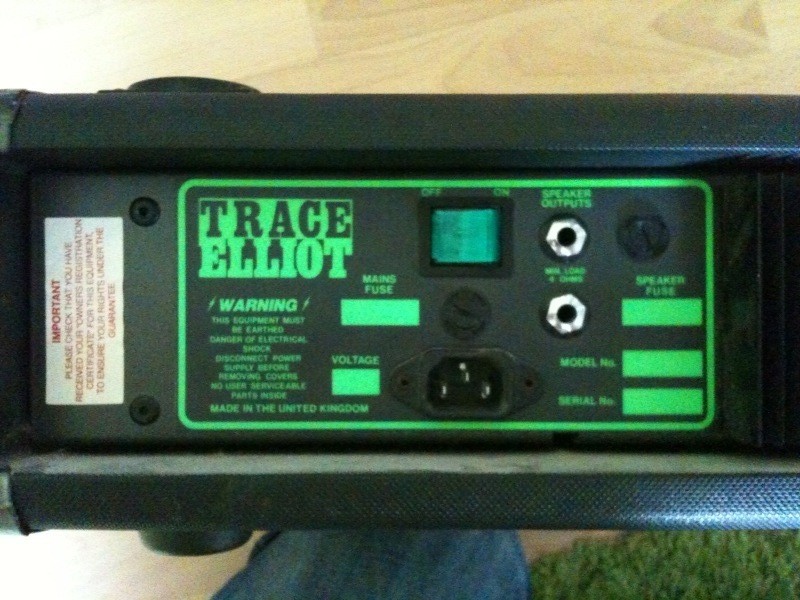 IMPORTANT
PLEASE CHECK THAT YOU HAVE
RECEIVED YOUR "OWNERS REGISTRATION
CERTIFICATE" FOR THIS EQUIPMENT,
TO ENSURE YOUR RIGHTS UNDER THE
GUARANTEE.
TRACE
ELLIOT
WARNING
THIS EQUIPMENT MUST
BE EARTHED
DANGER OF ELECTRICAL
SHOCK
DISCONNECT POWER
SUPPLY BEFORE
REMOVING COVERS
NO USER SERVICEABLE
PARTS INSIDE
MADE IN THE UNITED KINGDOM
MAINS
FUSE
VOLTAGE
OFF ON
SPEAKER
OUTPUTS
MIN. LOAD
4 OHMS
SPEAKER
FUSE
MODEL No.
SERIAL No.